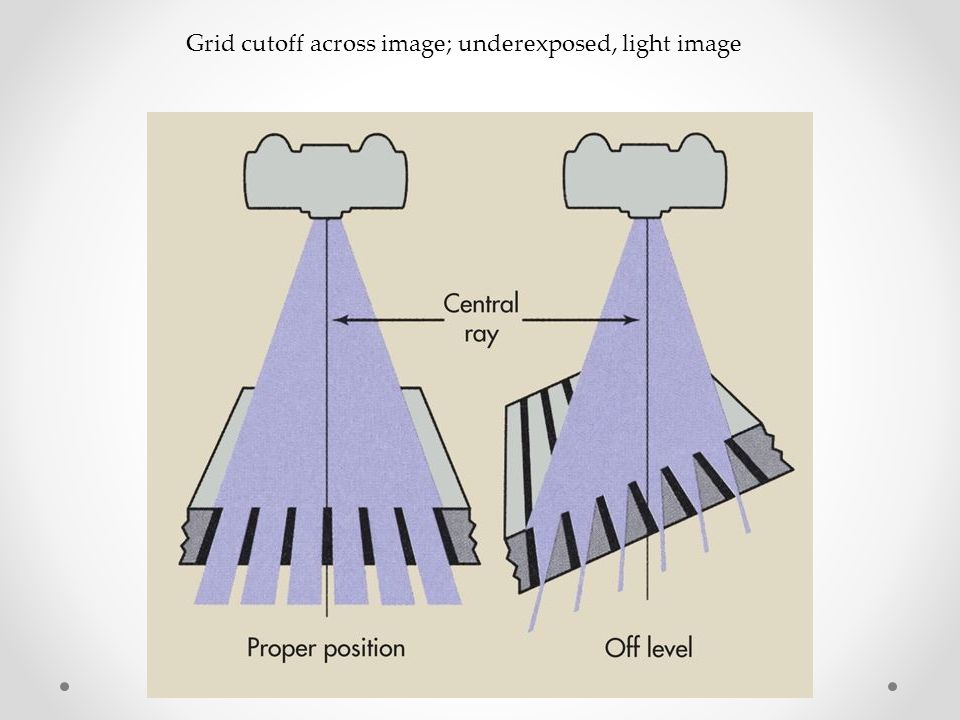 Grid cutoff across image; underexposed, light image
Central
ray
Proper position
Off level